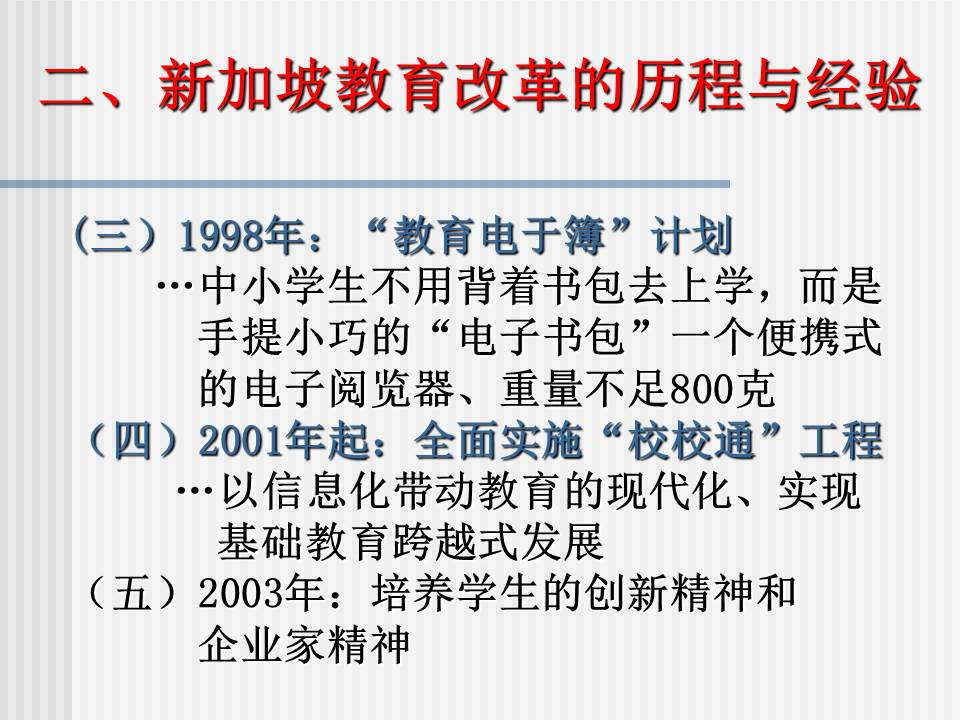 二、新加坡教育改革的历程与经验
(三）1998年：“教育电于簿”计划
…中小学生不用背着书包去上学，而是
手提小巧的“电子书包”一个便携式
的电子阅览器、重量不足800克
（四）2001年起：全面实施“校校通”工程
…以信息化带动教育的现代化、实现
基础教育跨越式发展
（五）2003年：培养学生的创新精神和
企业家精神